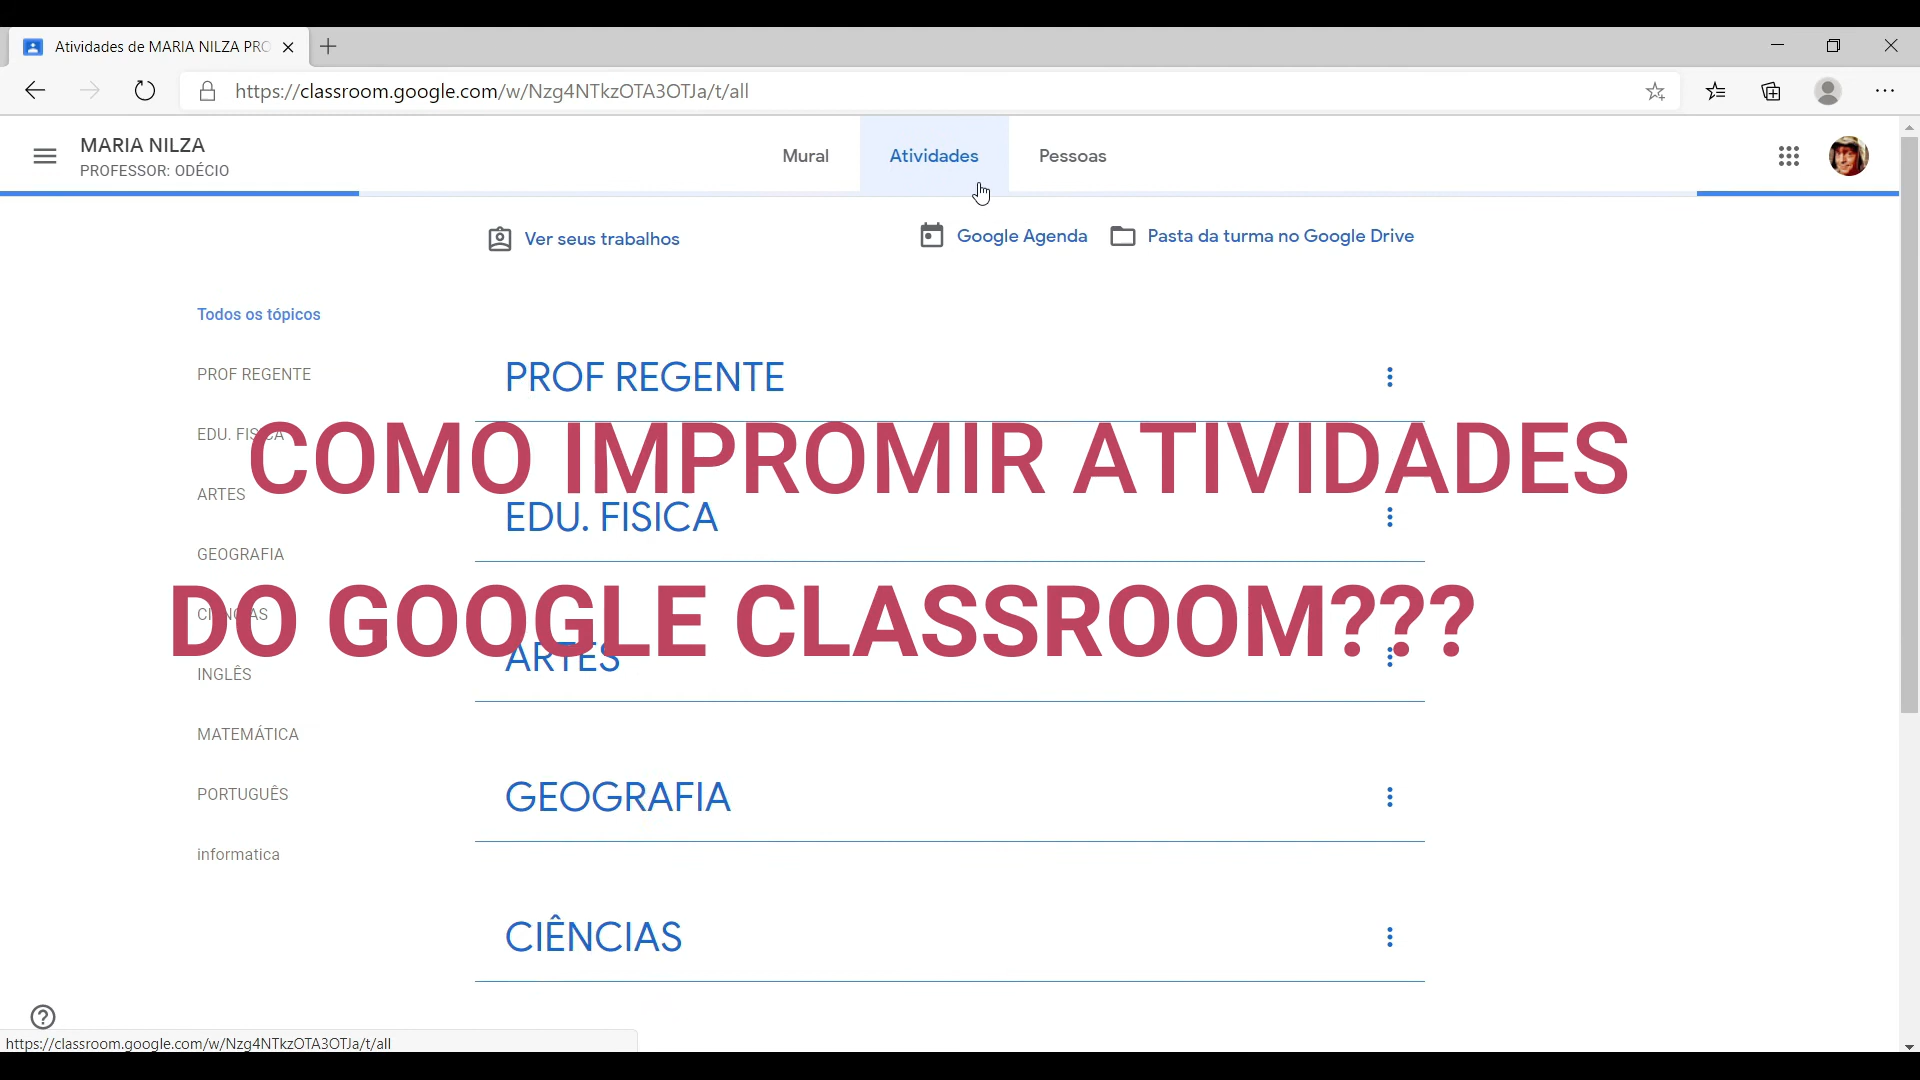 Atividades de MARIA NILZA PRO
https://classroom.google.com/w/Nzg4NTkzOTA3OTJa/t/all
MARIA NILZA
PROFESSOR: ODÉCIO
Mural
Atividades
Pessoas
Ver seus trabalhos
Google Agenda
Pasta da turma no Google Drive
Todos os tópicos
PROF REGENTE
EDU. FISICA
ARTES
GEOGRAFIA
CIÊNCIAS
INGLÊS
MATEMÁTICA
PORTUGUÊS
informatica
PROF REGENTE
COMO IMPROMIR ATIVIDADES
EDU. FISICA
DO GOOGLE CLASSROOM???
ARTES
GEOGRAFIA
CIÊNCIAS
https://classroom.google.com/w/Nzg4NTkzOTA3OTJa/t/all